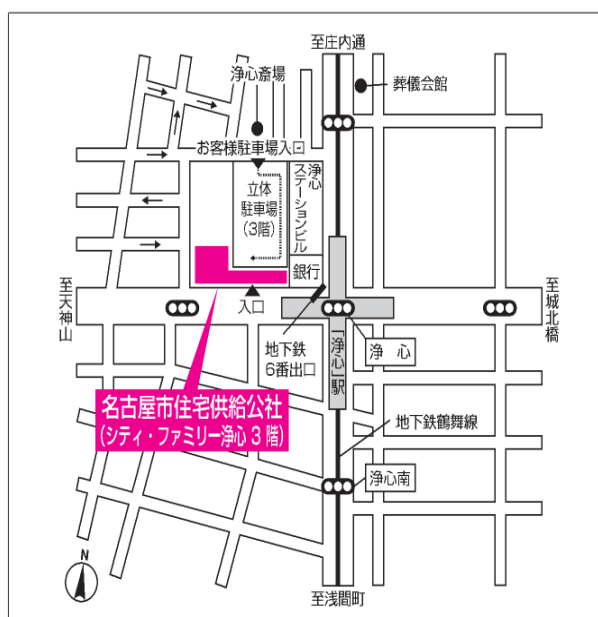 至庄内通
浄心斎場
葬儀会館
お客様駐車場入口
立体
駐車場
(3階)
浄心
ステーションビル
銀行
至天神山
至城北橋
入口
地下鉄
6番出口
「浄心」駅
浄 心
名古屋市住宅供給公社
(シティ・ファミリー浄心 3 階)
地下鉄鶴舞線
浄心南
N
至浅間町